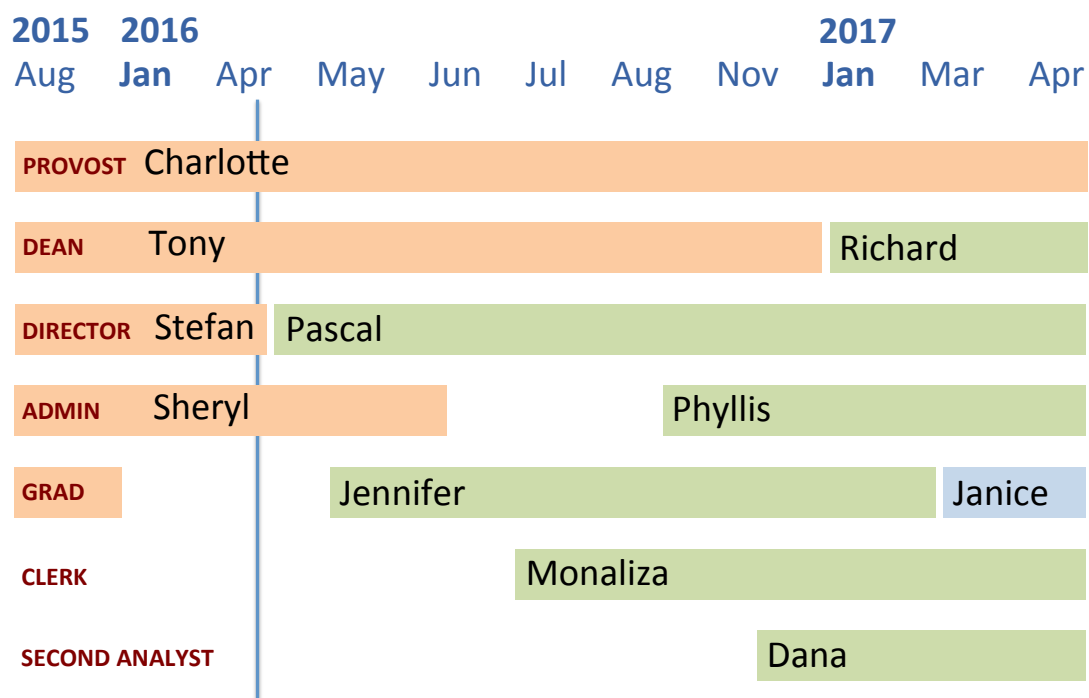 2015 2016 2017
Aug Jan Apr May Jun Jul Aug Nov Jan Mar Apr
PROVOST Charlotte
DEAN Tony Richard
DIRECTOR Stefan Pascal
ADMIN Sheryl Phyllis
GRAD Jennifer Janice
CLERK Monaliza
SECOND ANALYST Dana